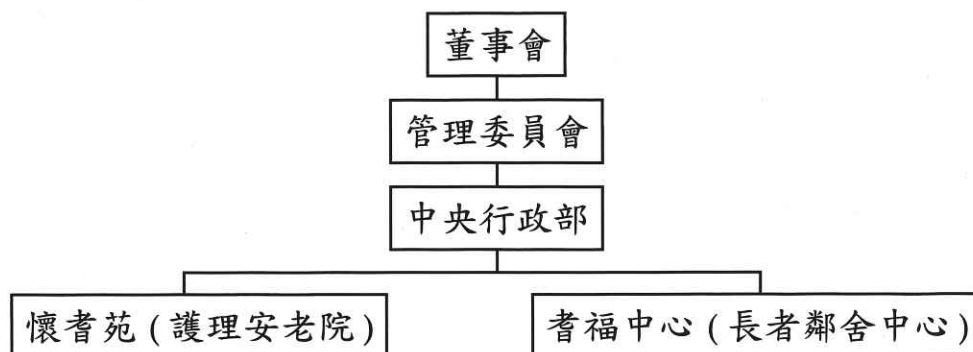 董事會
管理委員會
中央行政部
懷耆苑(護理安老院)
耆福中心(長者鄰舍中心)